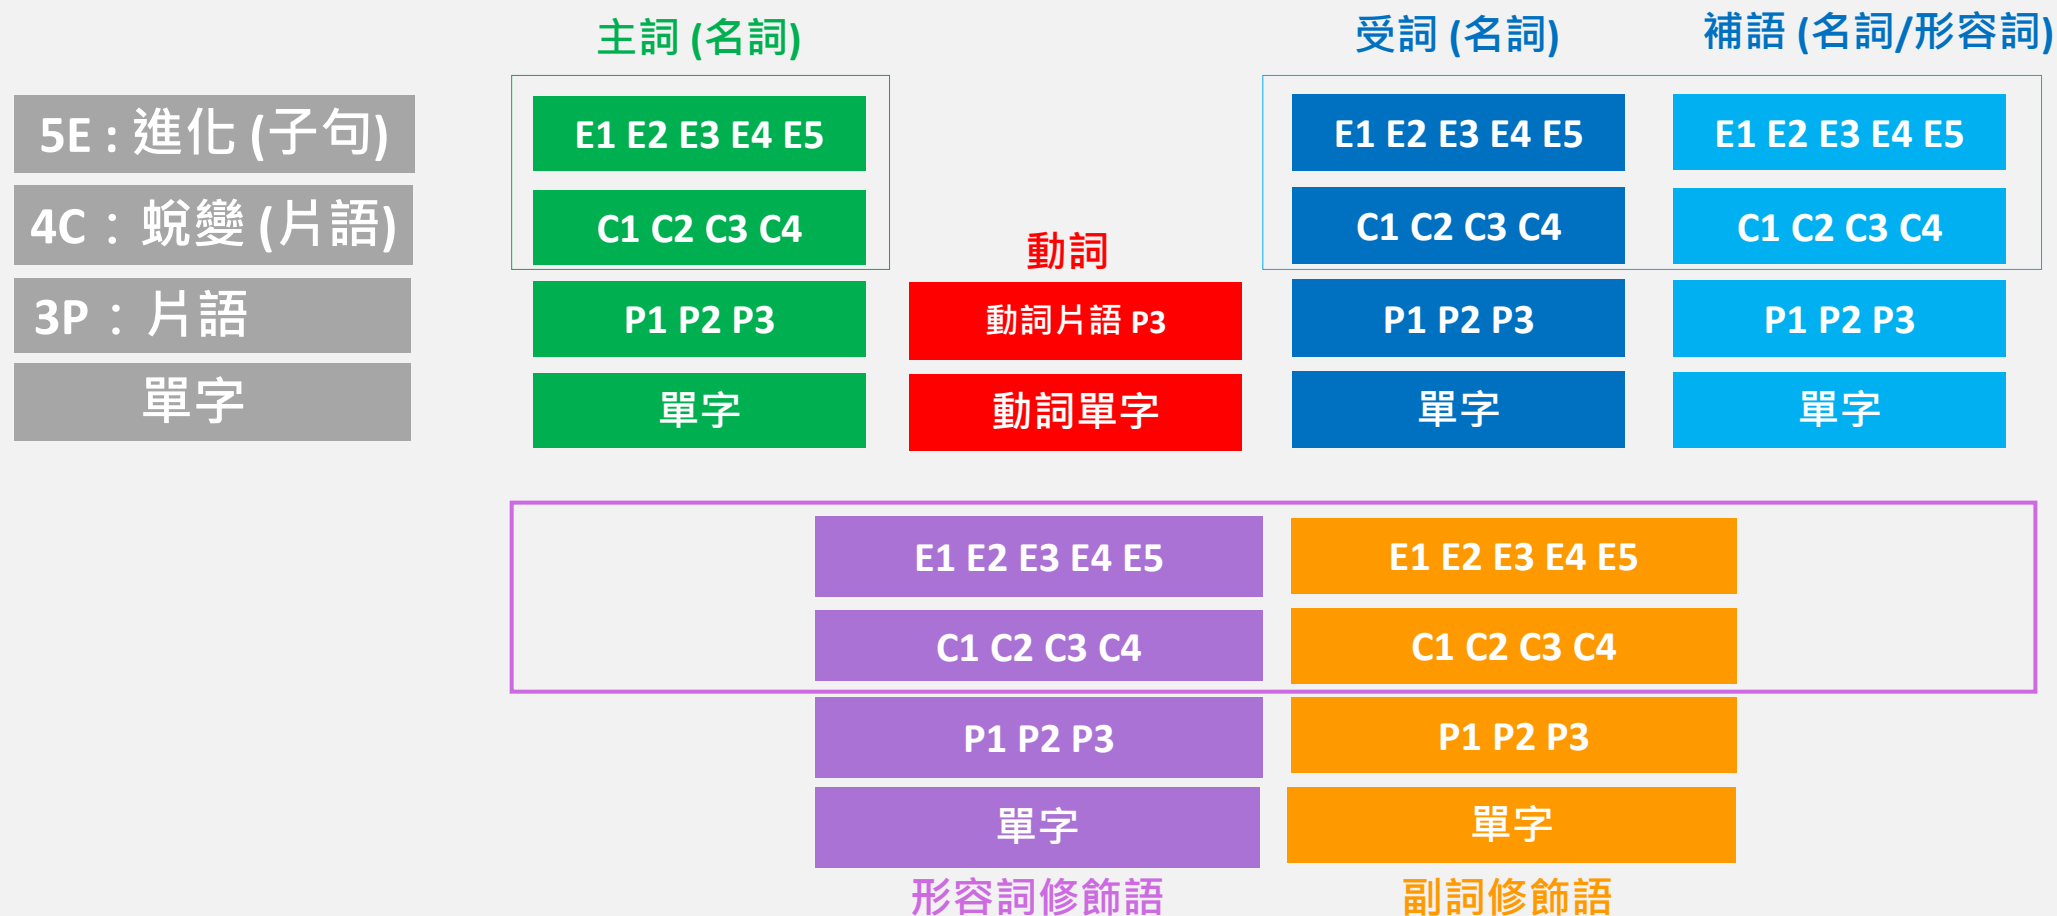 主詞 (名詞)
受詞 (名詞)
補語 (名詞/形容詞)
5E : 進化 (子句)
E1 E2 E3 E4 E5
E1 E2 E3 E4 E5
E1 E2 E3 E4 E5
4C : 蛻變 (片語)
C1 C2 C3 C4
C1 C2 C3 C4
C1 C2 C3 C4
動詞
3P : 片語
P1 P2 P3
動詞片語 P3
P1 P2 P3
P1 P2 P3
單字
單字
動詞單字
單字
單字
E1 E2 E3 E4 E5
E1 E2 E3 E4 E5
C1 C2 C3 C4
C1 C2 C3 C4
P1 P2 P3
P1 P2 P3
單字
單字
形容詞修飾語
副詞修飾語